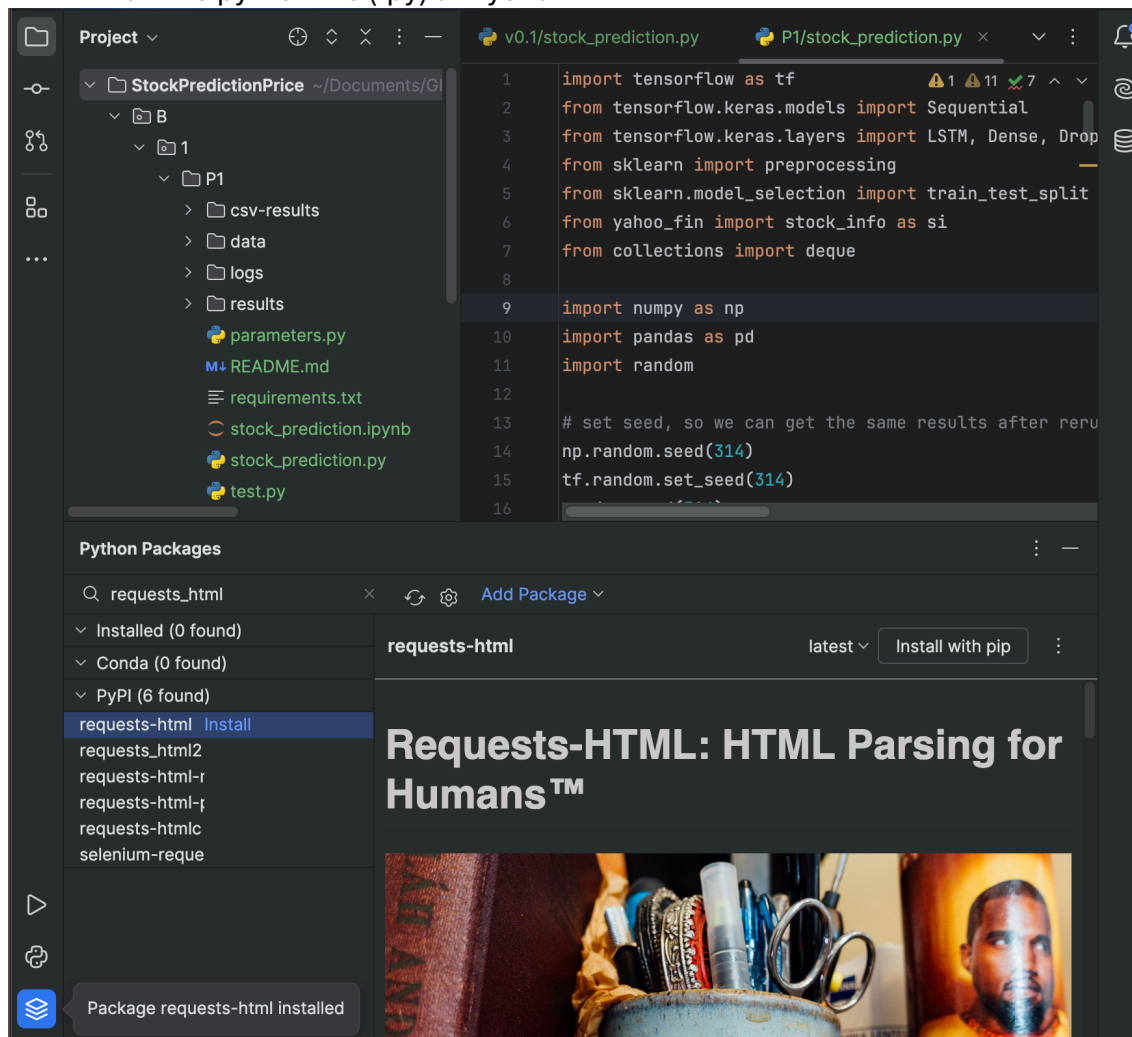 Project
StockPredictionPrice ~/Documents/GI
B
1
P1
csv-results
data
logs
results
parameters.py
M↓ README.md
requirements.txt
stock_prediction.ipynb
stock_prediction.py
test.py
v0.1/stock_prediction.py
P1/stock_prediction.py
1 11 7
1 import tensorflow as tf
2 from tensorflow.keras.models import Sequential
3 from tensorflow.keras.layers import LSTM, Dense, Drop
4 from sklearn import preprocessing
5 from sklearn.model_selection import train_test_split
6 from yahoo_fin import stock_info as si
7 from collections import deque
8
9 import numpy as np
10 import pandas as pd
11 import random
12
13 # set seed, so we can get the same results after reru
14 np.random.seed(314)
15 tf.random.set_seed(314)
16
Python Packages
requests_html
Add Package
Installed (0 found)
Conda (0 found)
PyPI (6 found)
requests-html Install
requests_html2
requests-html-r
requests-html-p
requests-htmlc
selenium-reque
requests-html
latest
Install with pip
Requests-HTML: HTML Parsing for
Humans™
Package requests-html installed